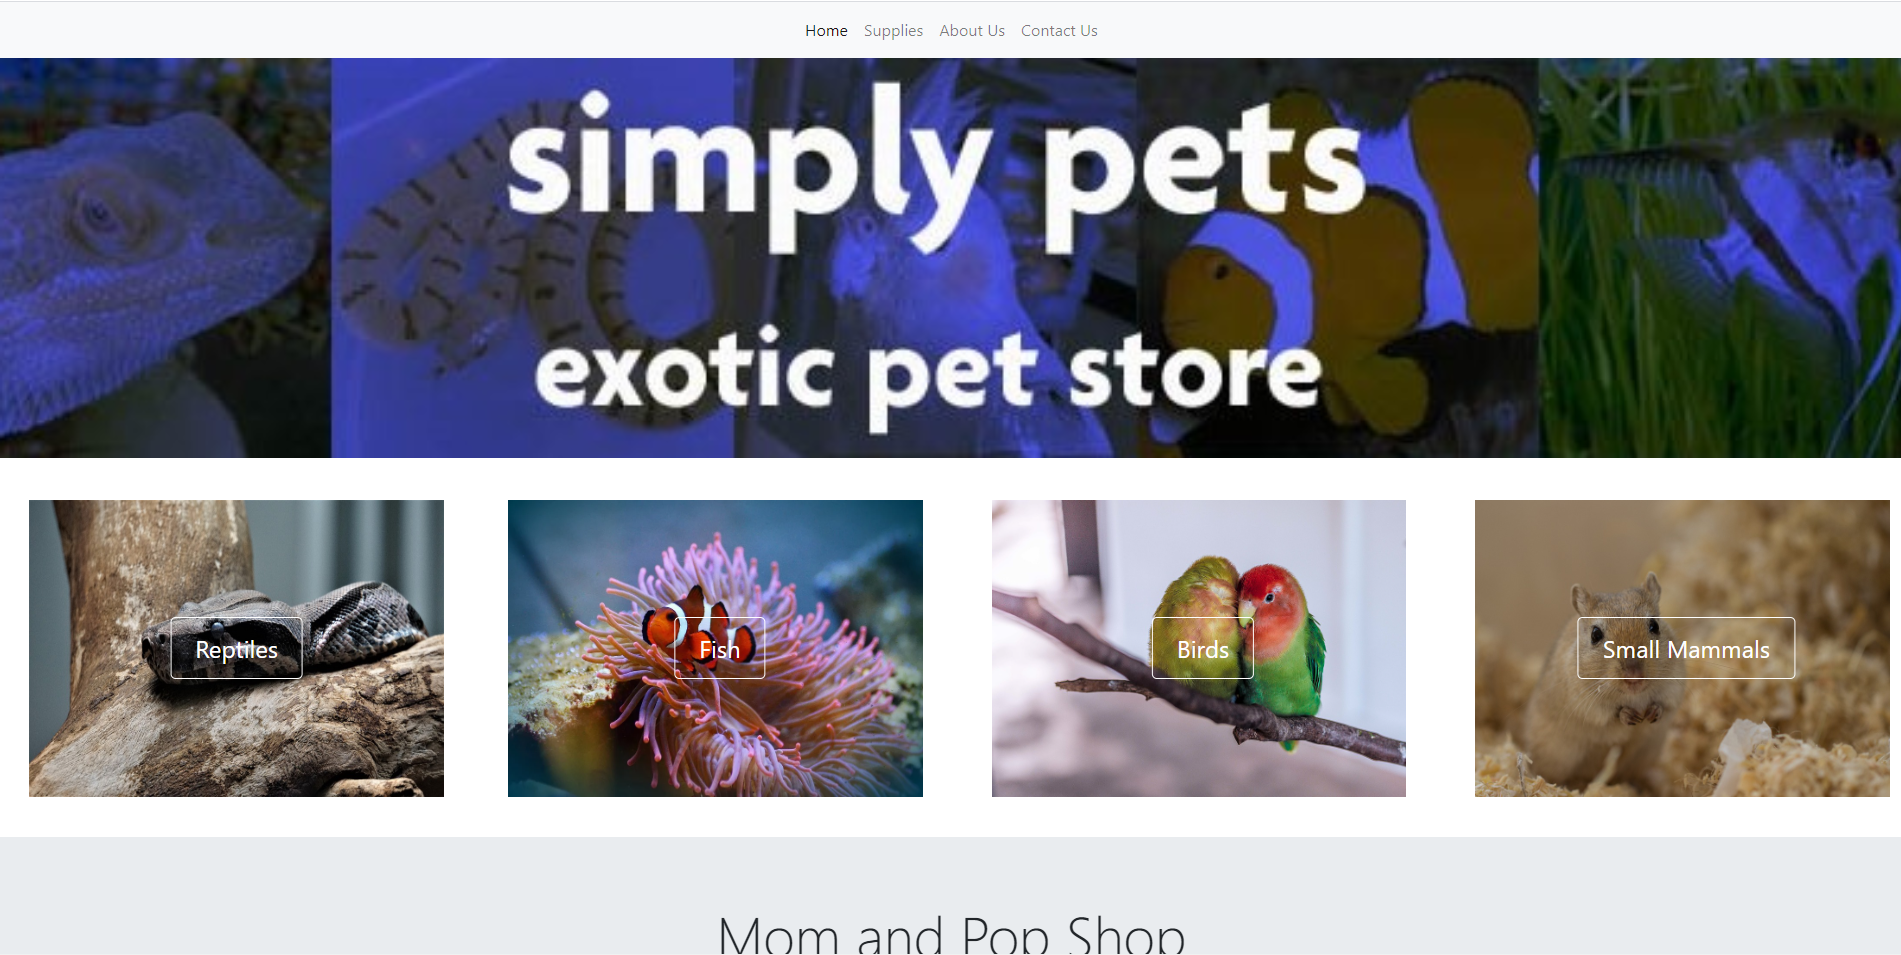 Home Supplies About Us Contact Us
simply pets
exotic pet store
Reptiles
Fish
Birds
Small Mammals
Mom and Pop Shop